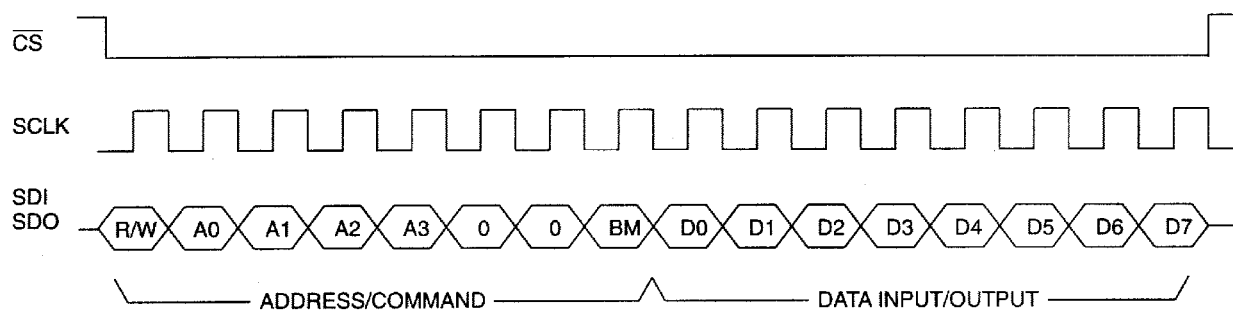 CS
SCLK
SDI
SDO
R/W A0 A1 A2 A3 0 0 BM D0 D1 D2 D3 D4 D5 D6 D7
ADDRESS/COMMAND DATA INPUT/OUTPUT